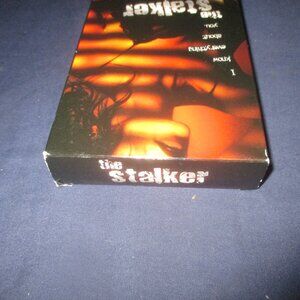 the
stalker
I
know
everything
about
you.
the
stalker